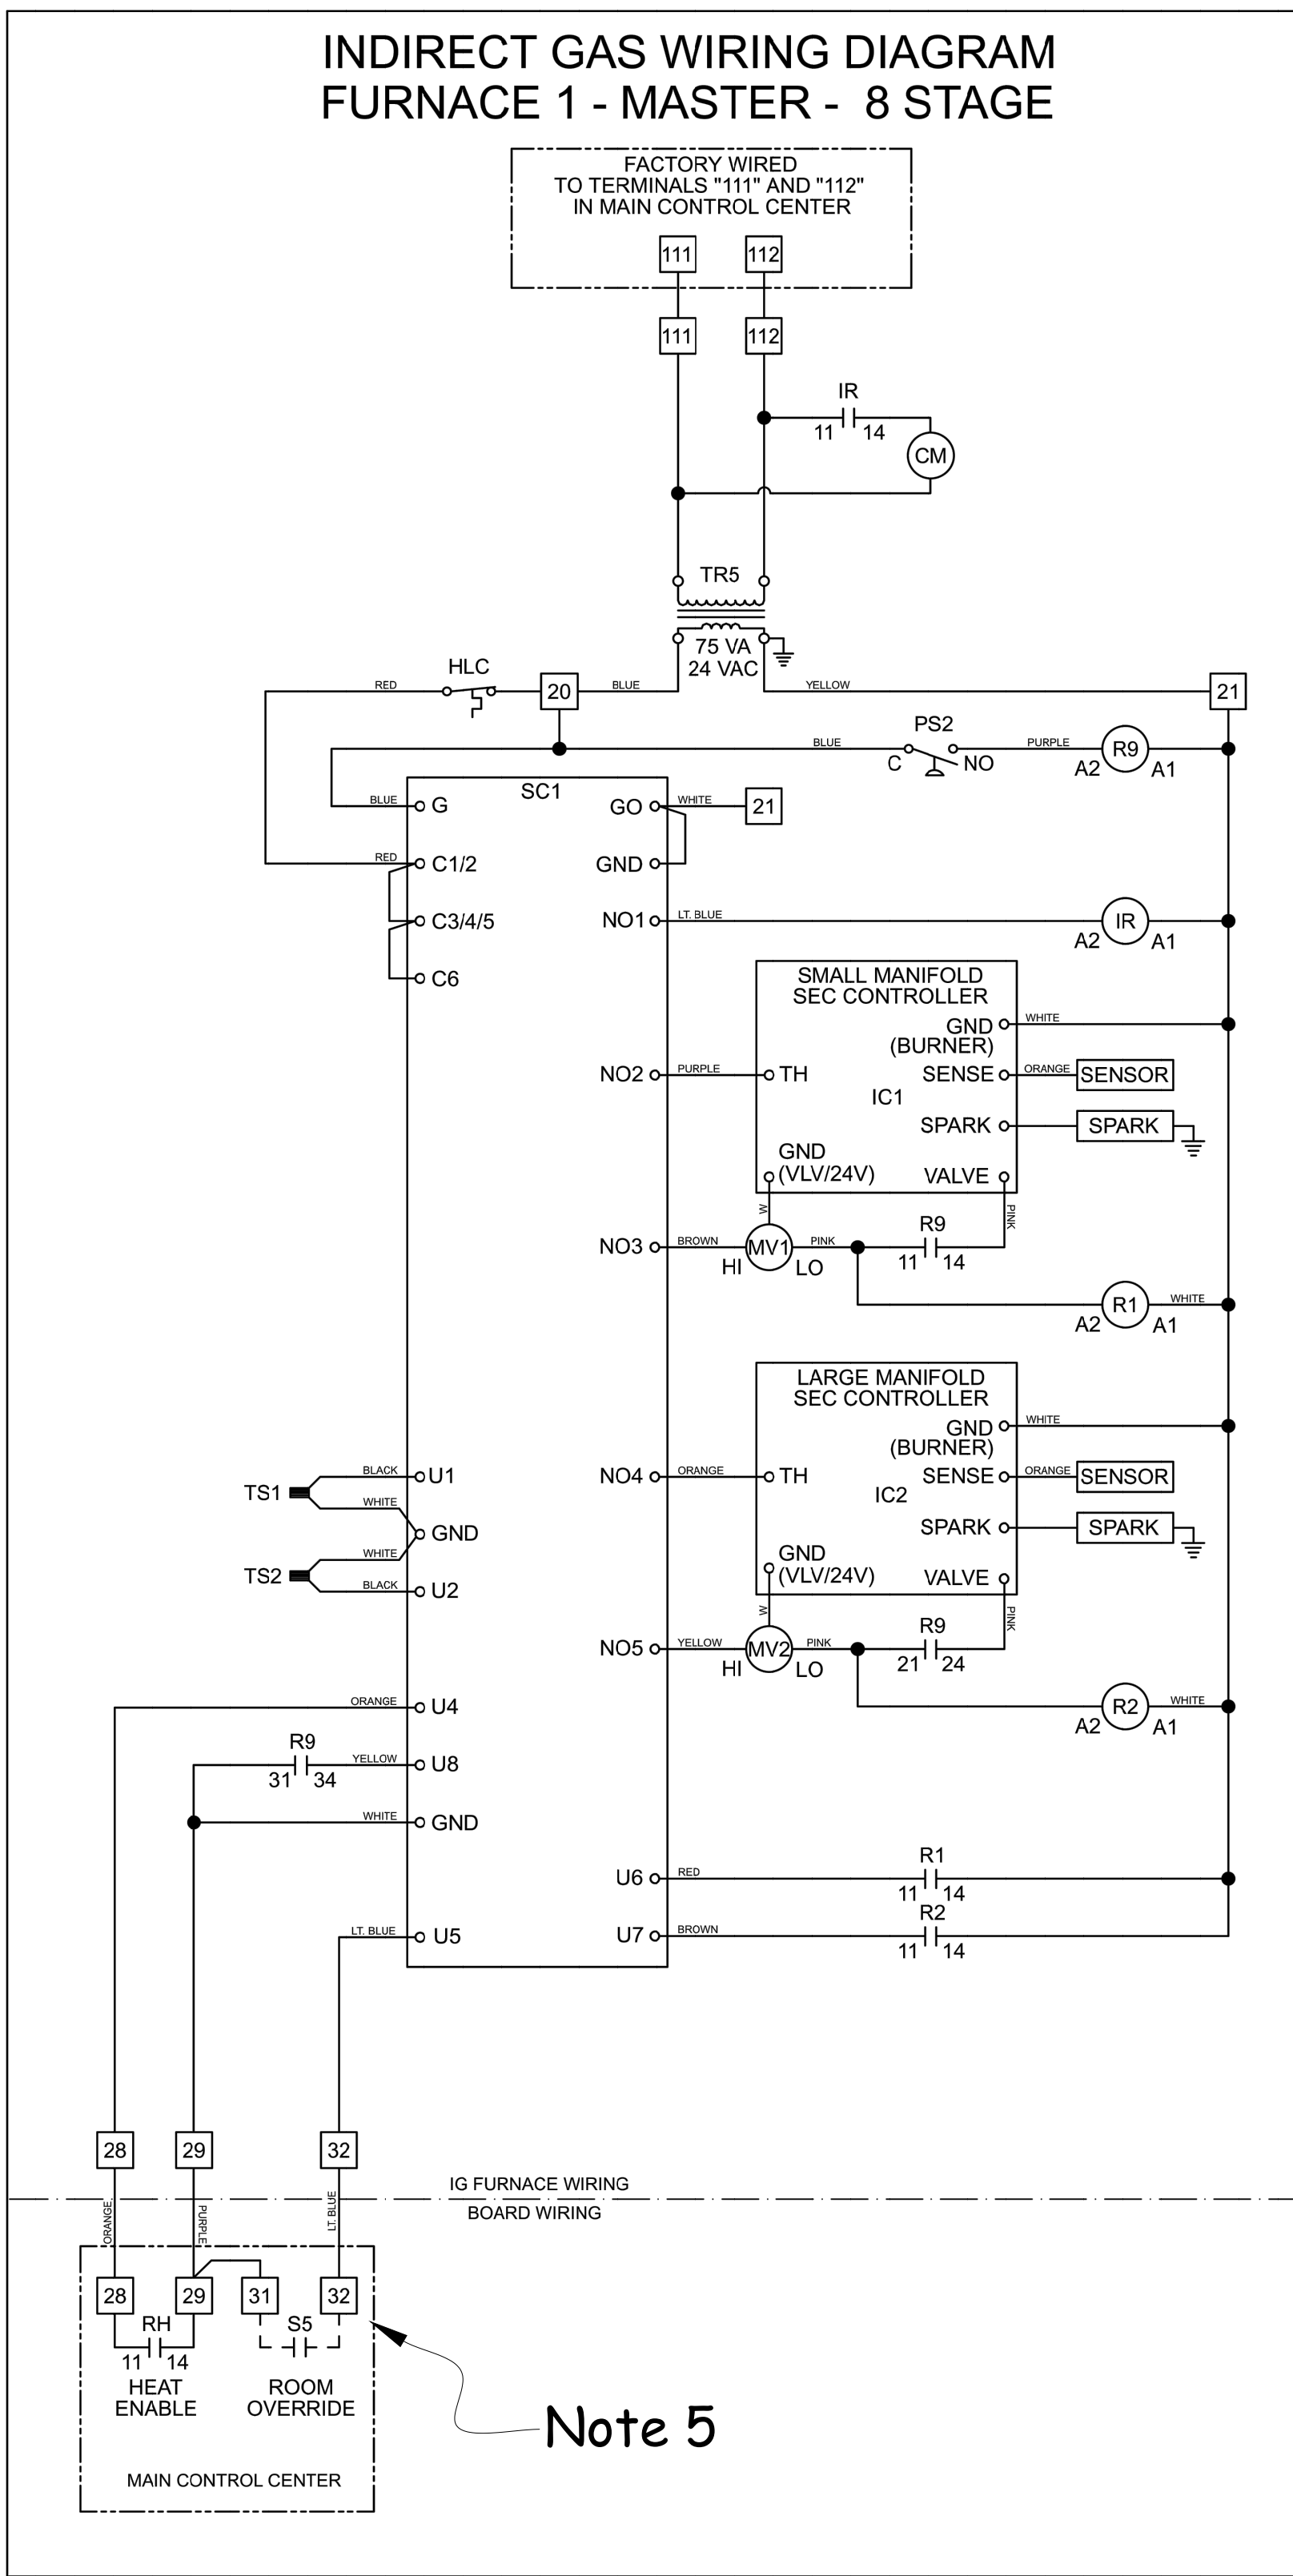 INDIRECT GAS WIRING DIAGRAM
FURNACE 1 - MASTER - 8 STAGE
FACTORY WIRED
TO TERMINALS "111" AND "112"
IN MAIN CONTROL CENTER
111 112
111 112
IR
11 14
CM
TR5
75 VA
24 VAC
HLC
RED 20 BLUE YELLOW 21
PS2
BLUE PURPLE R9
C NO A2 A1
SC1
BLUE G GO WHITE 21
RED C1/2 GND
C3/4/5 NO1 LT. BLUE IR
A2 A1
C6
SMALL MANIFOLD
SEC CONTROLLER
GND WHITE
(BURNER)
NO2 PURPLE TH SENSE ORANGE SENSOR
IC1
SPARK SPARK
GND
(VLV/24V) VALVE
W PINK
R9
NO3 BROWN MV1 PINK
HI LO 11 14
R1 WHITE
A2 A1
LARGE MANIFOLD
SEC CONTROLLER
GND WHITE
(BURNER)
TS1 BLACK U1 NO4 ORANGE TH SENSE ORANGE SENSOR
IC2
WHITE
GND SPARK SPARK
WHITE GND
TS2 (VLV/24V) VALVE
BLACK U2
W PINK
R9
NO5 YELLOW MV2 PINK
HI LO 21 24
ORANGE U4 R2 WHITE
A2 A1
R9
YELLOW U8
31 34
WHITE GND
R1
U6 RED
11 14
R2
LT. BLUE U5 U7 BROWN
11 14
28 29 32
IG FURNACE WIRING
BOARD WIRING
ORANGE PURPLE LT. BLUE
28 29 31 32
RH S5
11 14
HEAT ROOM
ENABLE OVERRIDE
Note 5
MAIN CONTROL CENTER